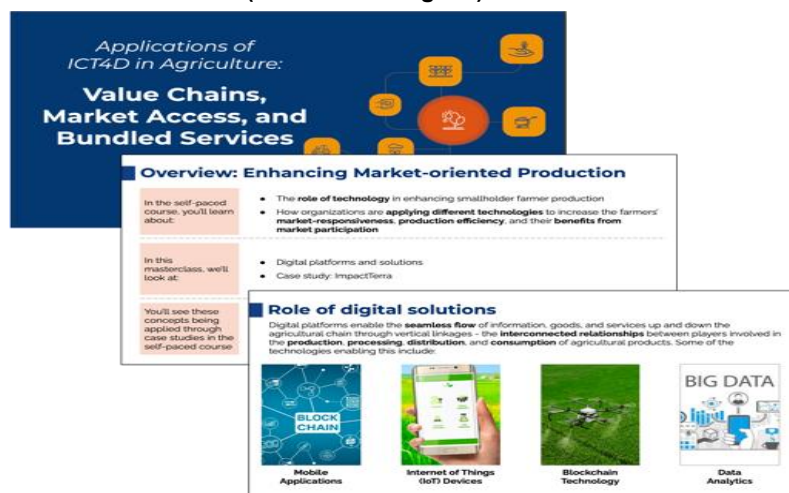 Applications of
ICT4D in Agriculture:
Value Chains,
Market Access, and
Bundled Services
Overview: Enhancing Market-oriented Production
In the self-paced
course, you'll learn
about:
● The role of technology in enhancing smallholder farmer production
● How organizations are applying different technologies to increase the farmers'
market-responsiveness, production efficiency, and their benefits from
market participation
In this
masterclass, we'll
look at:
● Digital platforms and solutions
● Case study: ImpactTerra
You'll see these
concepts being
applied through
case studies in the
self-paced course
Role of digital solutions
Digital platforms enable the seamless flow of information, goods, and services up and down the
agricultural chain through vertical linkages - the interconnected relationships between players involved in
the production, processing, distribution, and consumption of agricultural products. Some of the
technologies enabling this include:
BLOCK
CHAIN
BIG DATA
Mobile
Applications
Internet of Things
(IoT) Devices
Blockchain
Technology
Data
Analytics